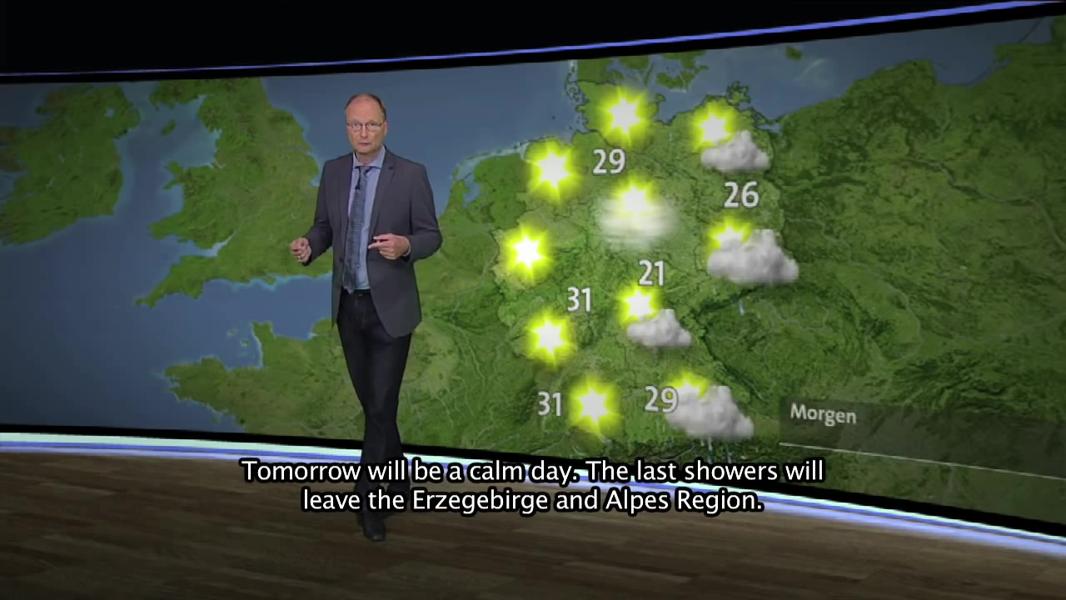 29
26
21
31
31
29
Morgen
Tomorrow will be a calm day. The last showers will
leave the Erzegebirge and Alpes Region.